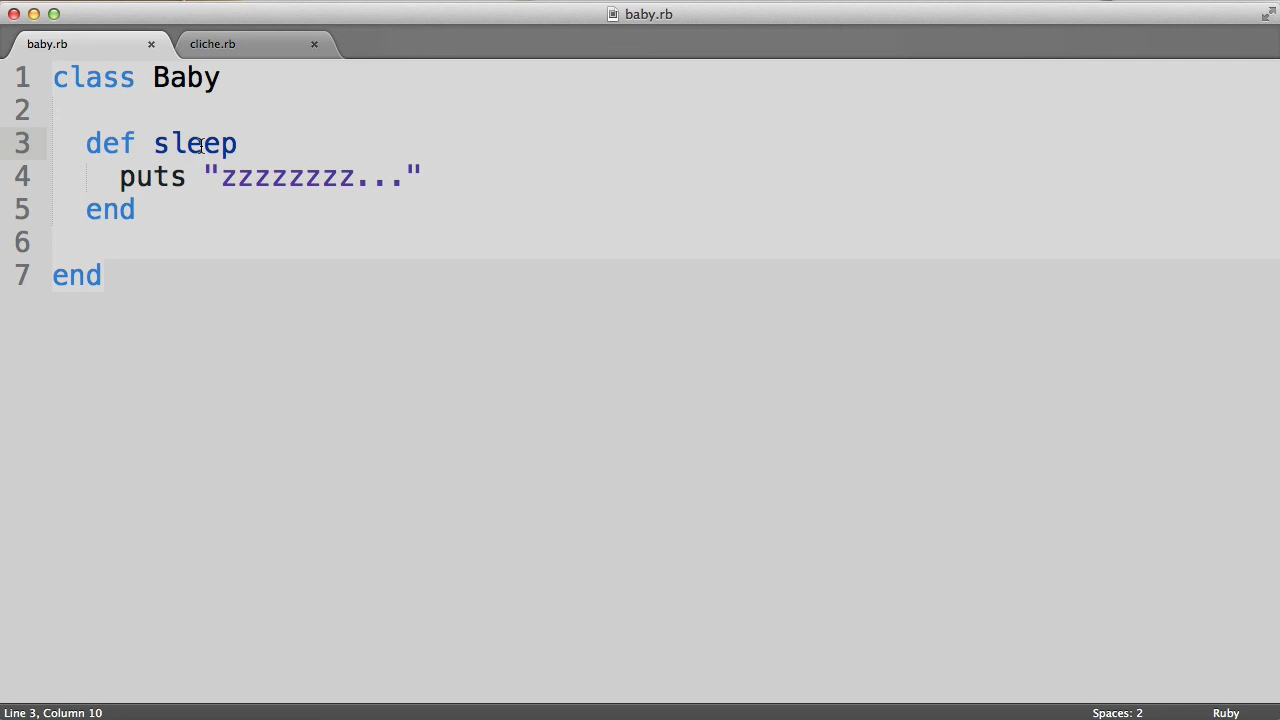 baby.rb
baby.rb × cliche.rb ×
1 class Baby
2
3   def sleep
4     puts "zzzzzzzz..."
5   end
6
7 end
Line 3, Column 10 Spaces: 2 Ruby